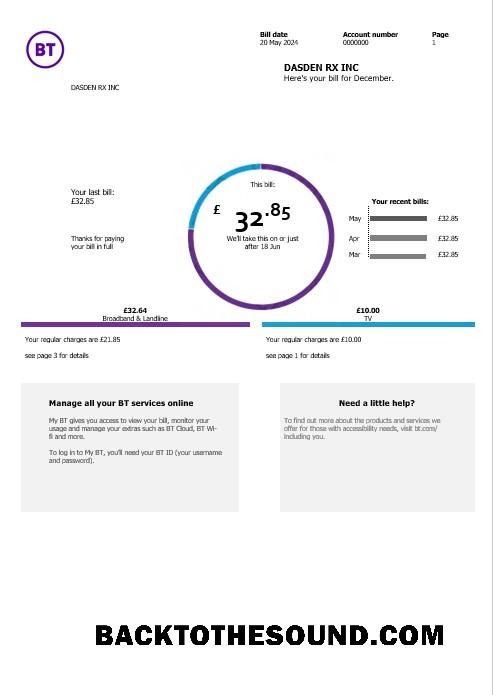 BT
Bill date Account number Page
20 May 2024 0000000 1
DASDEN RX INC
Here's your bill for December.
DASDEN RX INC
This bill:
£32.85
We'll take this on or just
after 18 Jun
Your last bill:
£32.85
Thanks for paying
your bill in full
Your recent bills:
May £32.85
Apr £32.85
Mar £32.85
£32.64
Broadband & Landline
Your regular charges are £21.85
see page 3 for details
£10.00
TV
Your regular charges are £10.00
see page 1 for details
Manage all your BT services online
My BT gives you access to view your bill, monitor your
usage and manage your extras such as BT Cloud, BT Wi-
fi and more.
To log in to My BT, you'll need your BT ID (your username
and password).
Need a little help?
To find out more about the products and services we
offer for those with accessibility needs, visit bt.com/
including you.
BACKTOTHESOUND.COM